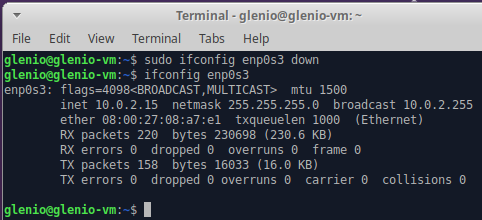 Terminal - glenio@glenio-vm: ~
File Edit View Terminal Tabs Help
glenio@glenio-vm:~$ sudo ifconfig enp0s3 down
glenio@glenio-vm:~$ ifconfig enp0s3
enp0s3: flags=4098<BROADCAST,MULTICAST>  mtu 1500
        inet 10.0.2.15  netmask 255.255.255.0  broadcast 10.0.2.255
        ether 08:00:27:08:a7:e1  txqueuelen 1000  (Ethernet)
        RX packets 220  bytes 230698 (230.6 KB)
        RX errors 0  dropped 0  overruns 0  frame 0
        TX packets 158  bytes 16033 (16.0 KB)
        TX errors 0  dropped 0 overruns 0  carrier 0  collisions 0
glenio@glenio-vm:~$